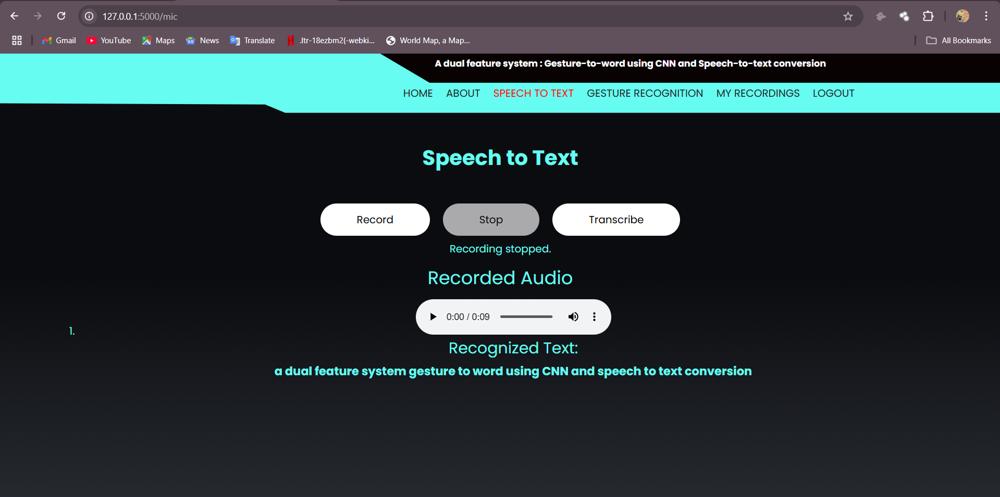 127.0.0.1:5000/mic
Gmail YouTube Maps News Translate .ltr-18ezbm2{-webki... World Map, a Map... All Bookmarks
A dual feature system : Gesture-to-word using CNN and Speech-to-text conversion
HOME ABOUT SPEECH TO TEXT GESTURE RECOGNITION MY RECORDINGS LOGOUT
Speech to Text
Record Stop Transcribe
Recording stopped.
Recorded Audio
0:00 / 0:09
1.
Recognized Text:
a dual feature system gesture to word using CNN and speech to text conversion